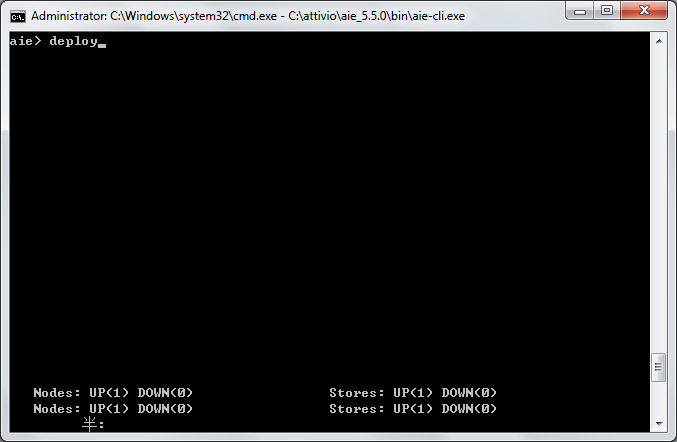 Administrator: C:\Windows\system32\cmd.exe - C:\attivio\aie_5.5.0\bin\aie-cli.exe
aie> deploy_
Nodes: UP(1) DOWN(0) Stores: UP(1) DOWN(0)
Nodes: UP(1) DOWN(0) Stores: UP(1) DOWN(0)
半: